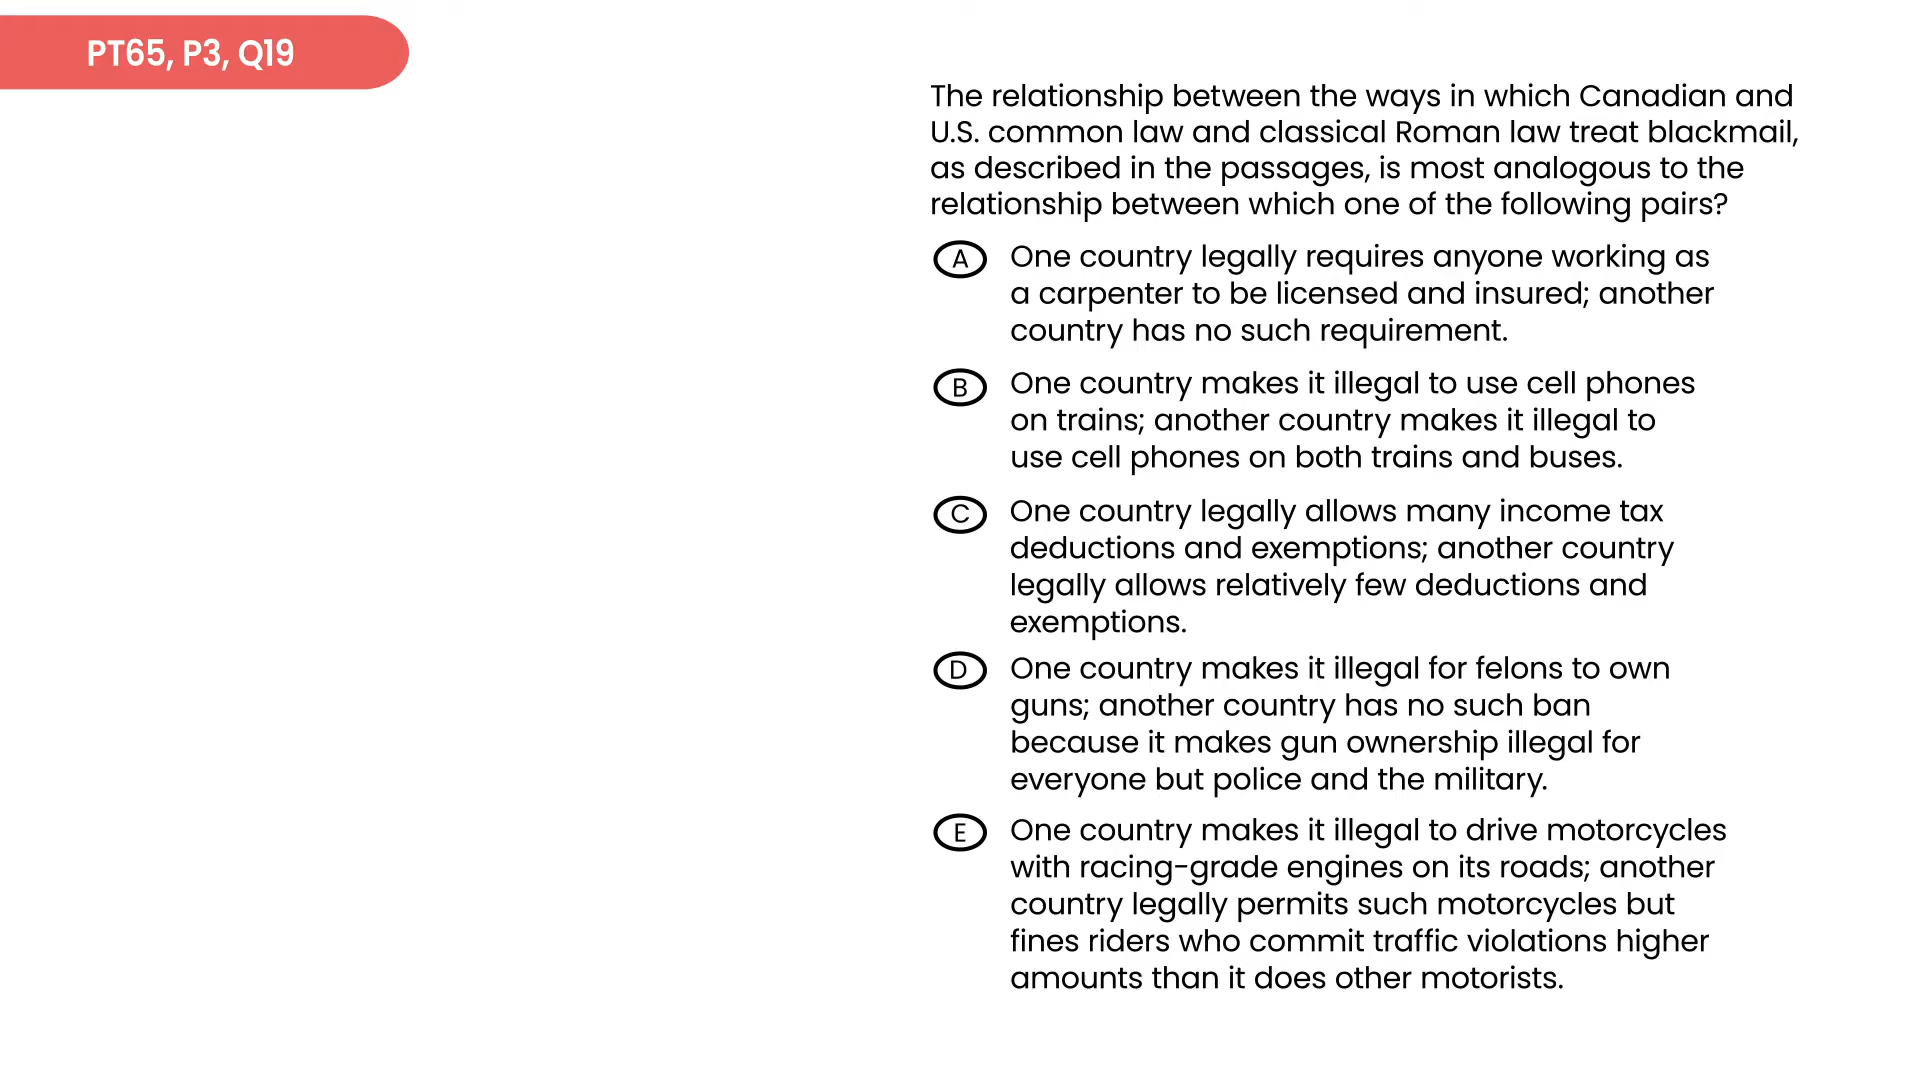 PT65, P3, Q19
The relationship between the ways in which Canadian and
U.S. common law and classical Roman law treat blackmail,
as described in the passages, is most analogous to the
relationship between which one of the following pairs?
A One country legally requires anyone working as
a carpenter to be licensed and insured; another
country has no such requirement.
B One country makes it illegal to use cell phones
on trains; another country makes it illegal to
use cell phones on both trains and buses.
C One country legally allows many income tax
deductions and exemptions; another country
legally allows relatively few deductions and
exemptions.
D One country makes it illegal for felons to own
guns; another country has no such ban
because it makes gun ownership illegal for
everyone but police and the military.
E One country makes it illegal to drive motorcycles
with racing-grade engines on its roads; another
country legally permits such motorcycles but
fines riders who commit traffic violations higher
amounts than it does other motorists.